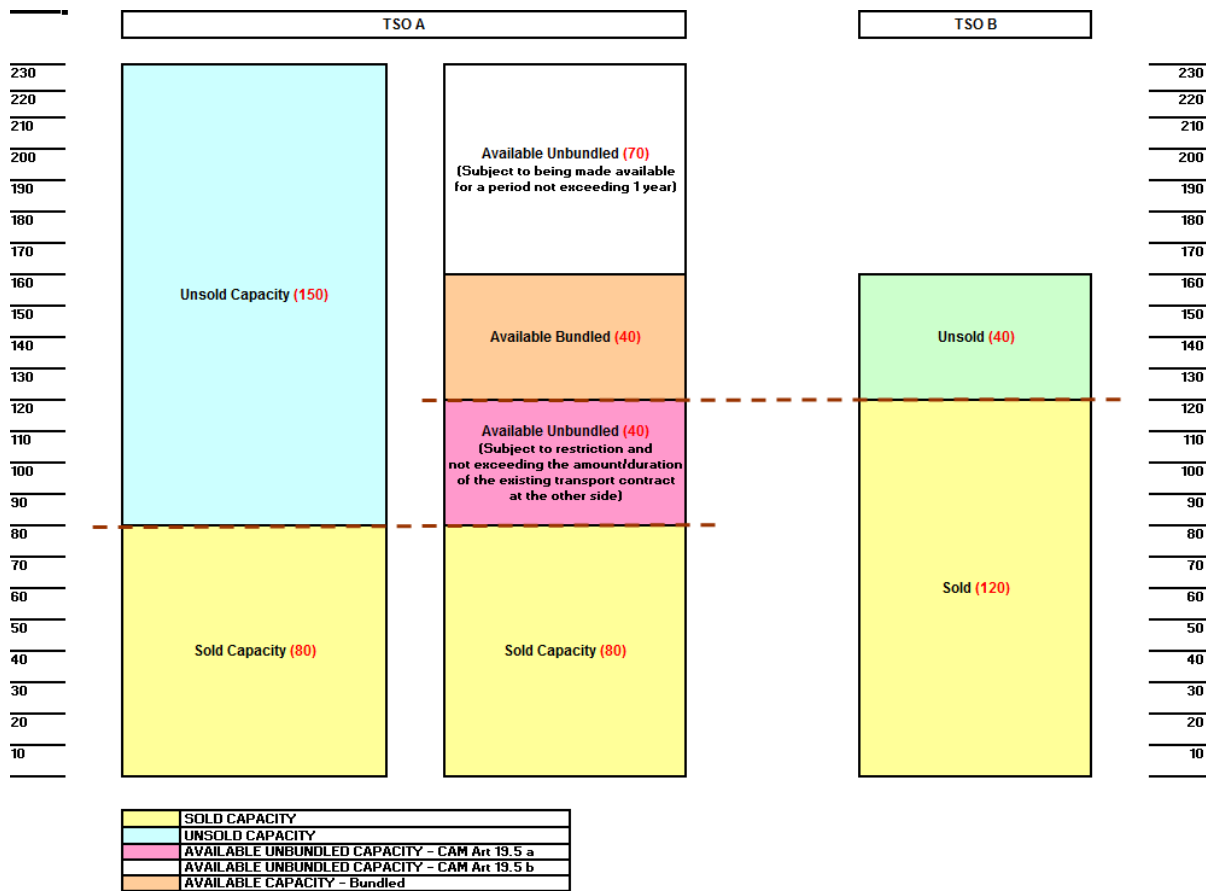 TSO A
TSO B
230
220
210
200
190
180
170
160
150
140
130
120
110
100
90
80
70
60
50
40
30
20
10
Unsold Capacity (150)
Sold Capacity (80)
Available Unbundled (70)
(Subject to being made available
for a period not exceeding 1 year)
Available Bundled (40)
Available Unbundled (40)
(Subject to restriction and
not exceeding the amount/duration
of the existing transport contract
at the other side)
Sold Capacity (80)
Unsold (40)
Sold (120)
230
220
210
200
190
180
170
160
150
140
130
120
110
100
90
80
70
60
50
40
30
20
10
SOLD CAPACITY
UNSOLD CAPACITY
AVAILABLE UNBUNDLED CAPACITY - CAM Art 19.5 a
AVAILABLE UNBUNDLED CAPACITY - CAM Art 19.5 b
AVAILABLE CAPACITY - Bundled